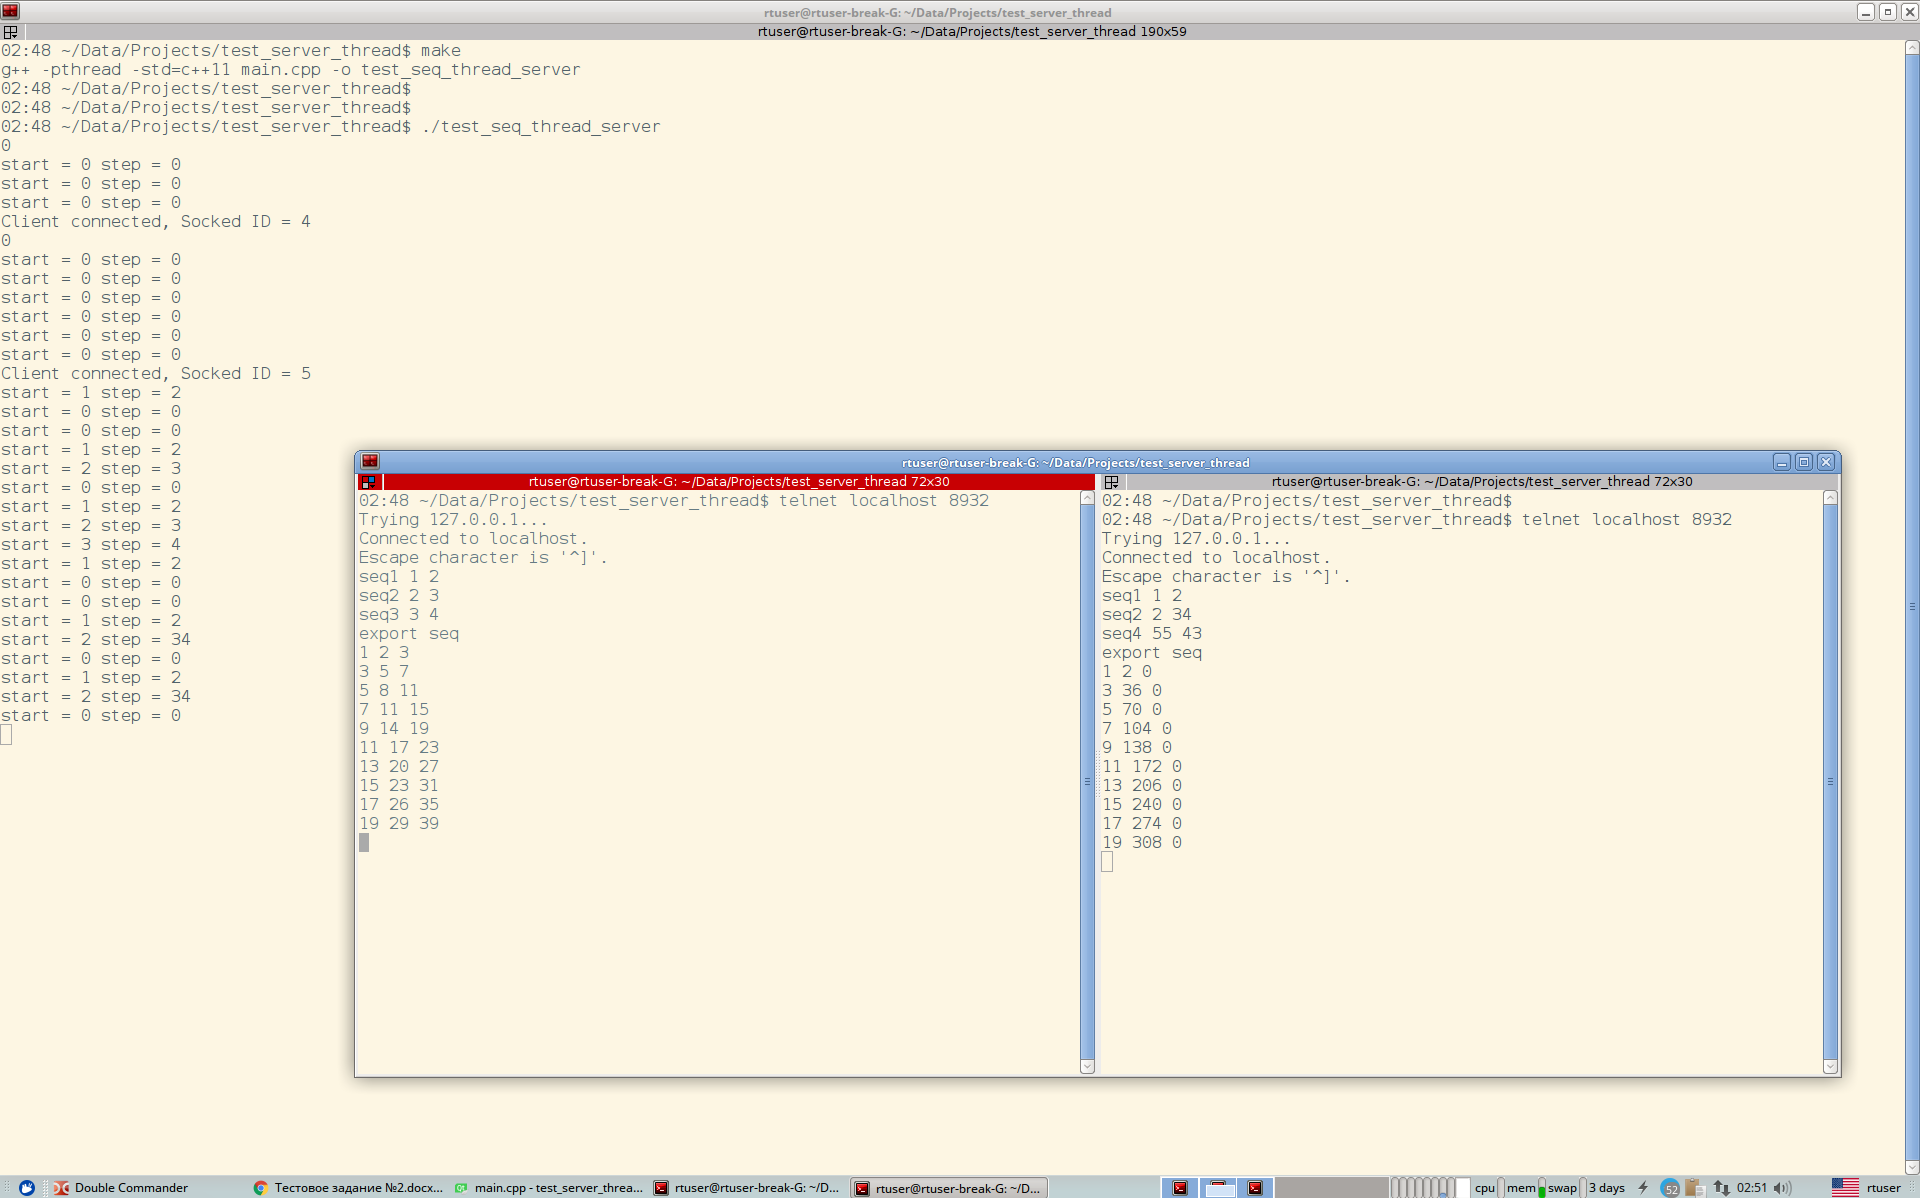 rtuser@rtuser-break-G: ~/Data/Projects/test_server_thread
rtuser@rtuser-break-G: ~/Data/Projects/test_server_thread 190x59
02:48 ~/Data/Projects/test_server_thread$ make
g++ -pthread -std=c++11 main.cpp -o test_seq_thread_server
02:48 ~/Data/Projects/test_server_thread$
02:48 ~/Data/Projects/test_server_thread$
02:48 ~/Data/Projects/test_server_thread$ ./test_seq_thread_server
0
start = 0 step = 0
start = 0 step = 0
start = 0 step = 0
Client connected, Socked ID = 4
0
start = 0 step = 0
start = 0 step = 0
start = 0 step = 0
start = 0 step = 0
start = 0 step = 0
start = 0 step = 0
Client connected, Socked ID = 5
start = 1 step = 2
start = 0 step = 0
start = 0 step = 0
start = 1 step = 2
start = 2 step = 3
start = 0 step = 0
start = 1 step = 2
start = 2 step = 3
start = 3 step = 4
start = 1 step = 2
start = 0 step = 0
start = 0 step = 0
start = 1 step = 2
start = 2 step = 34
start = 0 step = 0
start = 1 step = 2
start = 2 step = 34
start = 0 step = 0
rtuser@rtuser-break-G: ~/Data/Projects/test_server_thread
rtuser@rtuser-break-G: ~/Data/Projects/test_server_thread 72x30
02:48 ~/Data/Projects/test_server_thread$ telnet localhost 8932
Trying 127.0.0.1...
Connected to localhost.
Escape character is '^]'.
seq1 1 2
seq2 2 3
seq3 3 4
export seq
1 2 3
3 5 7
5 8 11
7 11 15
9 14 19
11 17 23
13 20 27
15 23 31
17 26 35
19 29 39
rtuser@rtuser-break-G: ~/Data/Projects/test_server_thread 72x30
02:48 ~/Data/Projects/test_server_thread$
02:48 ~/Data/Projects/test_server_thread$ telnet localhost 8932
Trying 127.0.0.1...
Connected to localhost.
Escape character is '^]'.
seq1 1 2
seq2 2 34
seq4 55 43
export seq
1 2 0
3 36 0
5 70 0
7 104 0
9 138 0
11 172 0
13 206 0
15 240 0
17 274 0
19 308 0
Double Commander
Тестовое задание №2.docx...
main.cpp - test_server_threa...
rtuser@rtuser-break-G: ~/D...
rtuser@rtuser-break-G: ~/D...
cpu mem swap 3 days 52 02:51 rtuser